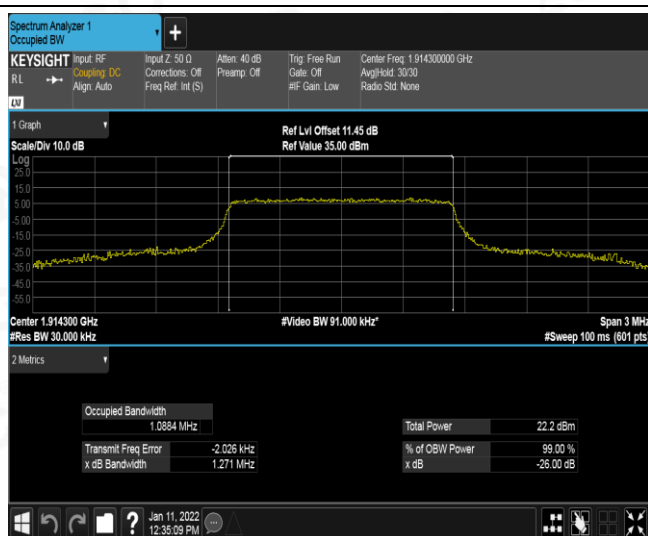 Spectrum Analyzer 1
Occupied BW
+
KEYSIGHT Input: RF Input Z: 50 Ω Atten: 40 dB Trig: Free Run Center Freq: 1.914300000 GHz
RL Coupling: DC Corrections: Off Preamp: Off Gate: Off Avg|Hold: 30/30
Align: Auto Freq Ref: Int (S) #IF Gain: Low Radio Std: None
LXI
1 Graph Ref Lvl Offset 11.45 dB
Scale/Div 10.0 dB Ref Value 35.00 dBm
Log
25.0
15.0
5.00
-5.00
-15.0
-25.0
-35.0
-45.0
-55.0
Center 1.914300 GHz #Video BW 91.000 kHz* Span 3 MHz
#Res BW 30.000 kHz #Sweep 100 ms (601 pts)
2 Metrics
Occupied Bandwidth
1.0884 MHz Total Power 22.2 dBm
Transmit Freq Error -2.026 kHz % of OBW Power 99.00 %
x dB Bandwidth 1.271 MHz x dB -26.00 dB
? Jan 11, 2022
12:35:09 PM